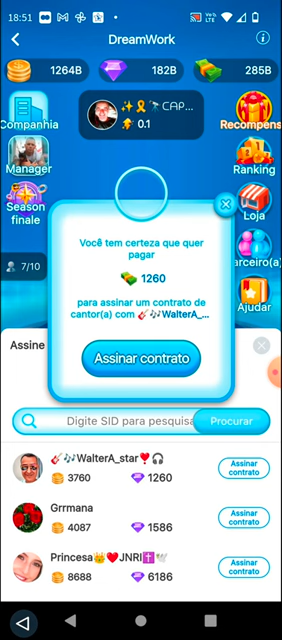 18:51
DreamWork
1264B 182B 285B
Companhia
✨🎗🔭 CAP...
0.1
Recompens
Manager
Ranking
Season
finale
Loja
7/10
Parceiro(a)
Ajudar
Você tem certeza que quer
pagar
1260
para assinar um contrato de
cantor(a) com 🎸🎶WalterA_...
Assinar contrato
Assine
Digite SID para pesquisa
Procurar
🎸🎶WalterA_star❤️🎧
3760 1260
Assinar
contrato
Grrmana
4087 1586
Assinar
contrato
Princesa👑❤️JNRI✝️🕊
8688 6186
Assinar
contrato